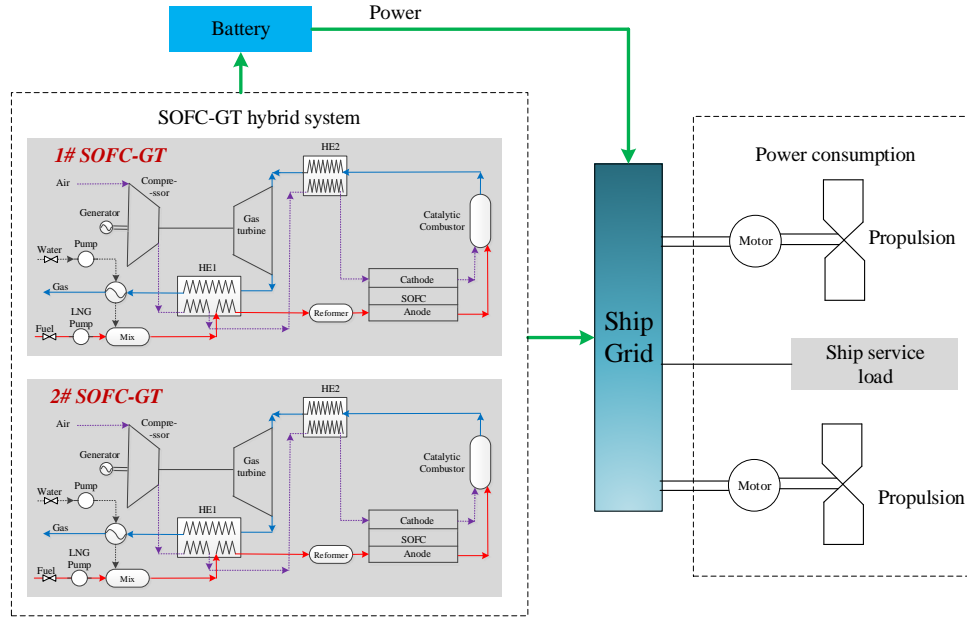 Battery
Power
SOFC-GT hybrid system
1# SOFC-GT
HE2
Air
Compre-
-ssor
Generator
Gas
turbine
Catalytic
Combustor
Water
Pump
HE1
Cathode
Gas
SOFC
LNG
Pump
Reformer
Anode
Fuel
Mix
2# SOFC-GT
HE2
Air
Compre-
-ssor
Generator
Gas
turbine
Catalytic
Combustor
Water
Pump
HE1
Cathode
Gas
SOFC
LNG
Pump
Reformer
Anode
Fuel
Mix
Ship
Grid
Power consumption
Motor
Propulsion
Ship service
load
Motor
Propulsion